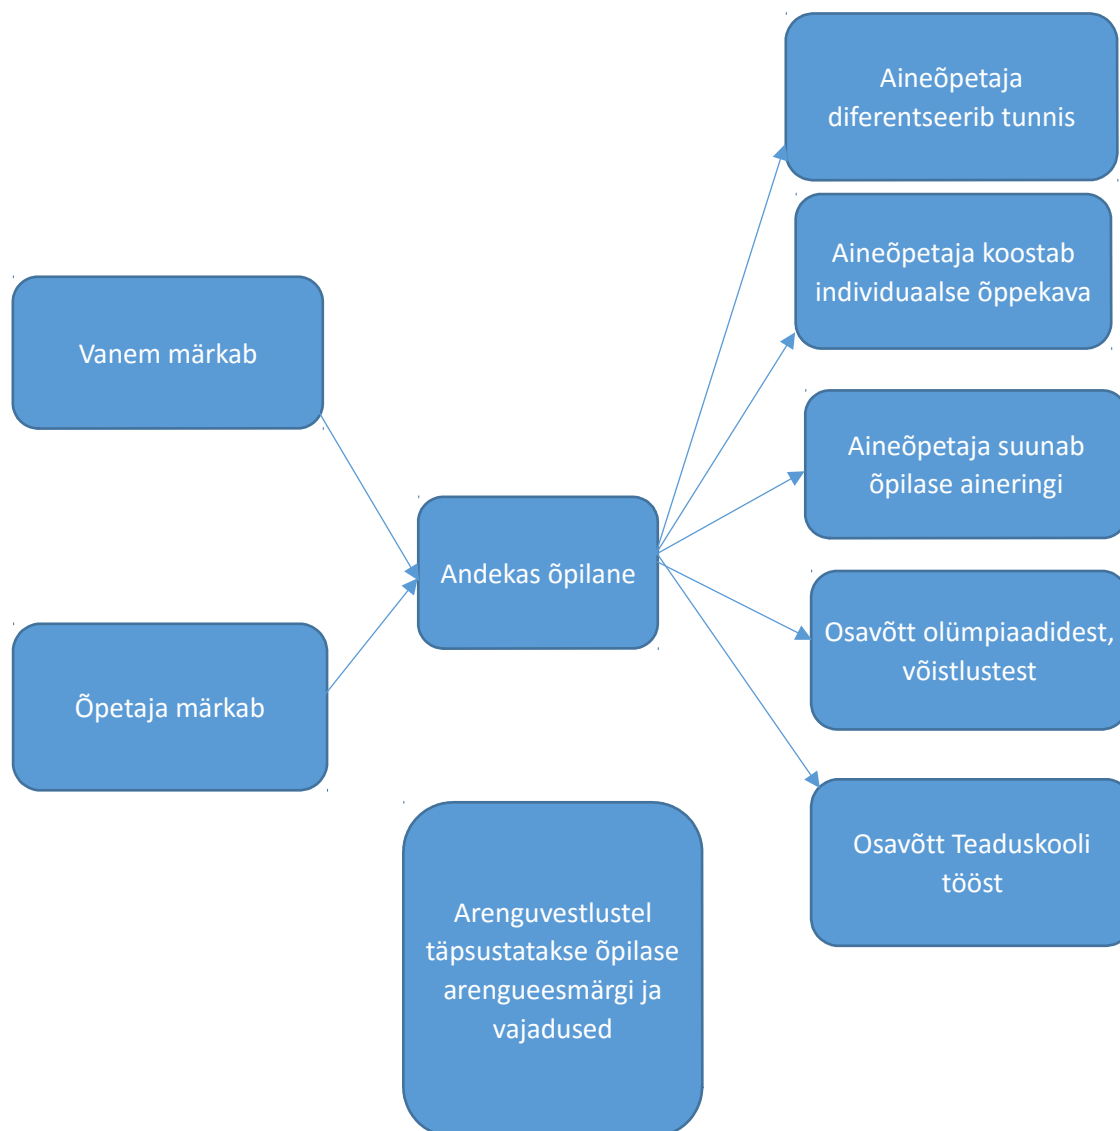 Vanem märkab
Õpetaja märkab
Andekas õpilane
Arenguvestlustel
täpsustatakse õpilase
arengueesmärgi ja
vajadused
Aineõpetaja
diferentseerib tunnis
Aineõpetaja koostab
individuaalse õppekava
Aineõpetaja suunab
õpilase aineringi
Osavõtt olümpiaadidest,
võistlustest
Osavõtt Teaduskooli
tööst